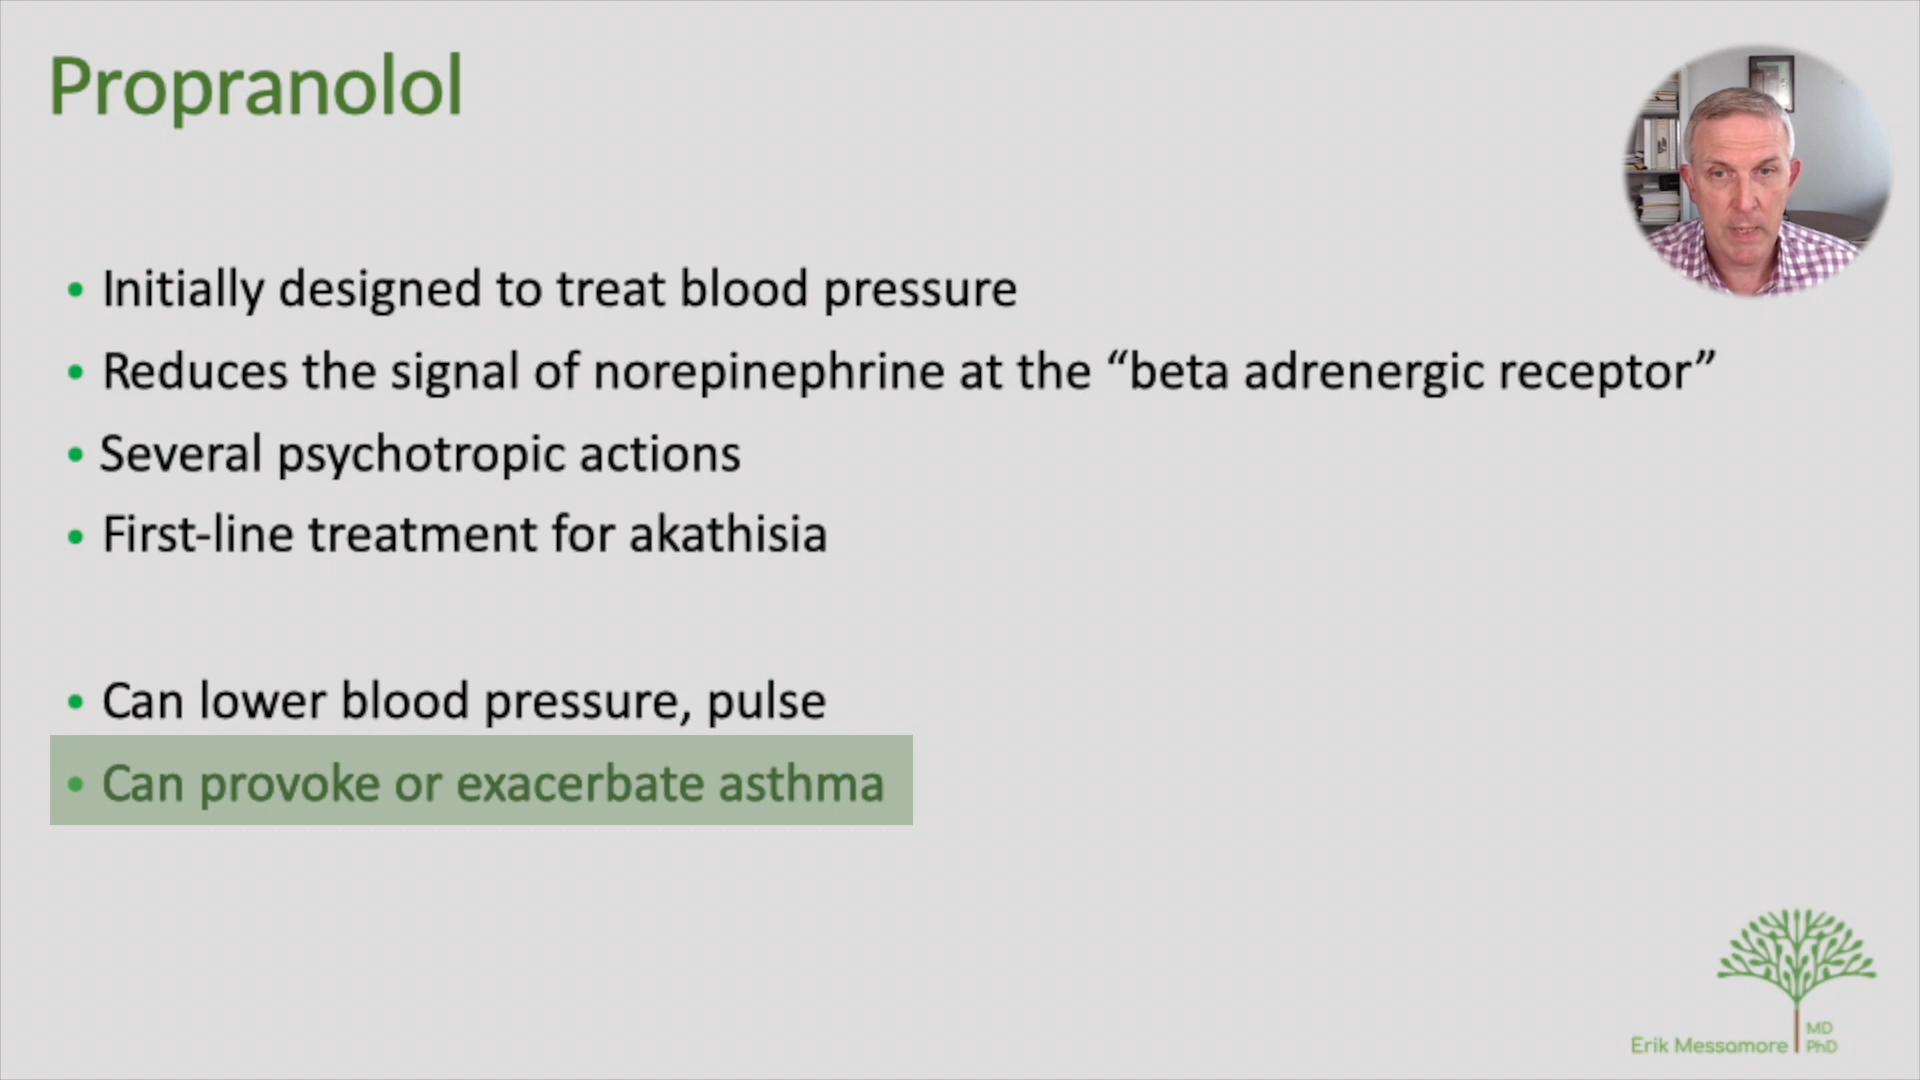 Propranolol
• Initially designed to treat blood pressure
• Reduces the signal of norepinephrine at the “beta adrenergic receptor”
• Several psychotropic actions
• First-line treatment for akathisia
• Can lower blood pressure, pulse
• Can provoke or exacerbate asthma
Erik Messamore MD PhD